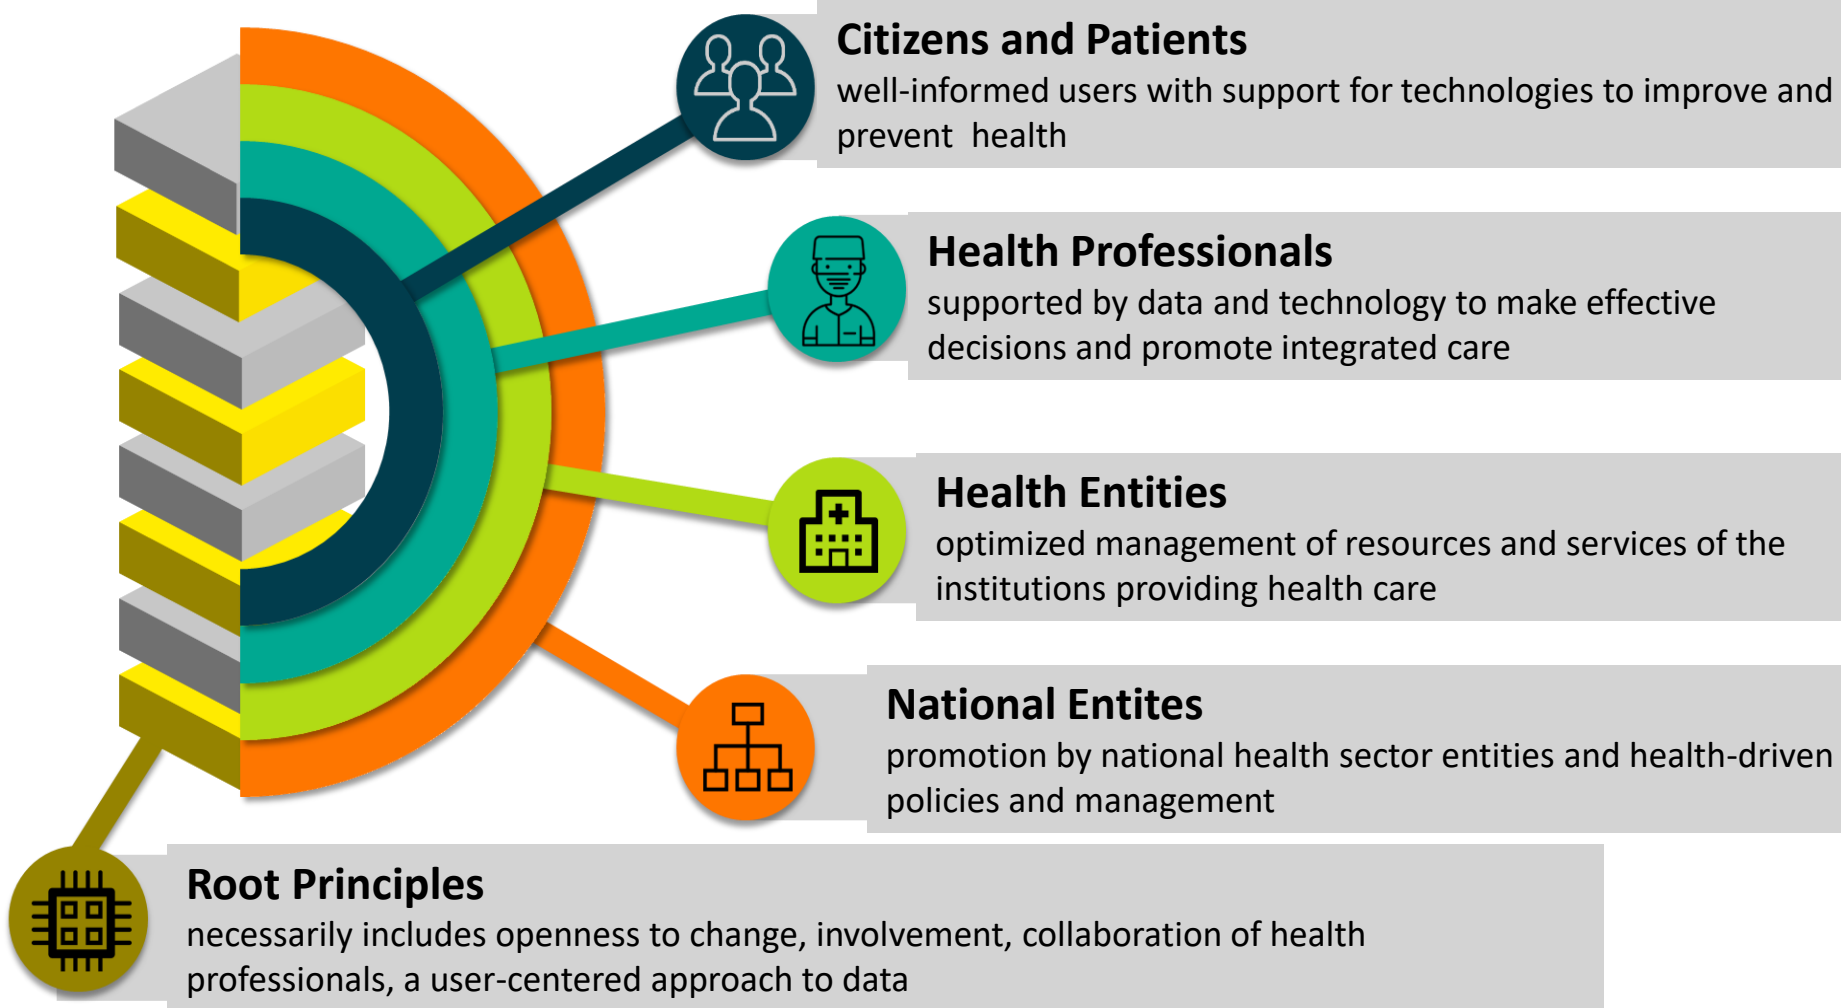 Citizens and Patients
well-informed users with support for technologies to improve and
prevent  health
Health Professionals
supported by data and technology to make effective
decisions and promote integrated care
Health Entities
optimized management of resources and services of the
institutions providing health care
National Entites
promotion by national health sector entities and health-driven
policies and management
Root Principles
necessarily includes openness to change, involvement, collaboration of health
professionals, a user-centered approach to data